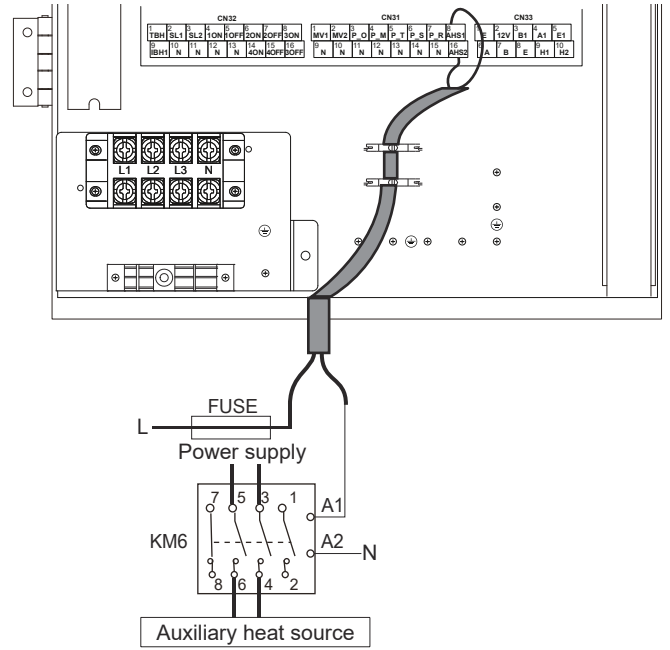 CN32 CN31 CN33
1 2 3 4 5 6 7 8 1 2 3 4 5 6 7 8 1 2 3 4 5
TBH SL1 SL2 1ON 1OFF 2ON 2OFF 3ON MV1 MV2 P_O P_M P_T P_S P_R AHS1 E 12V B1 A1 E1
9 10 11 12 13 14 15 16 9 10 11 12 13 14 15 16 6 7 8 9 10
IBH1 N N N N 4ON 4OFF 3OFF N N N N N N N AHS2 A B E H1 H2
L1 L2 L3 N
FUSE
L
Power supply
7 5 3 1
A1
KM6
A2 N
8 6 4 2
Auxiliary heat source